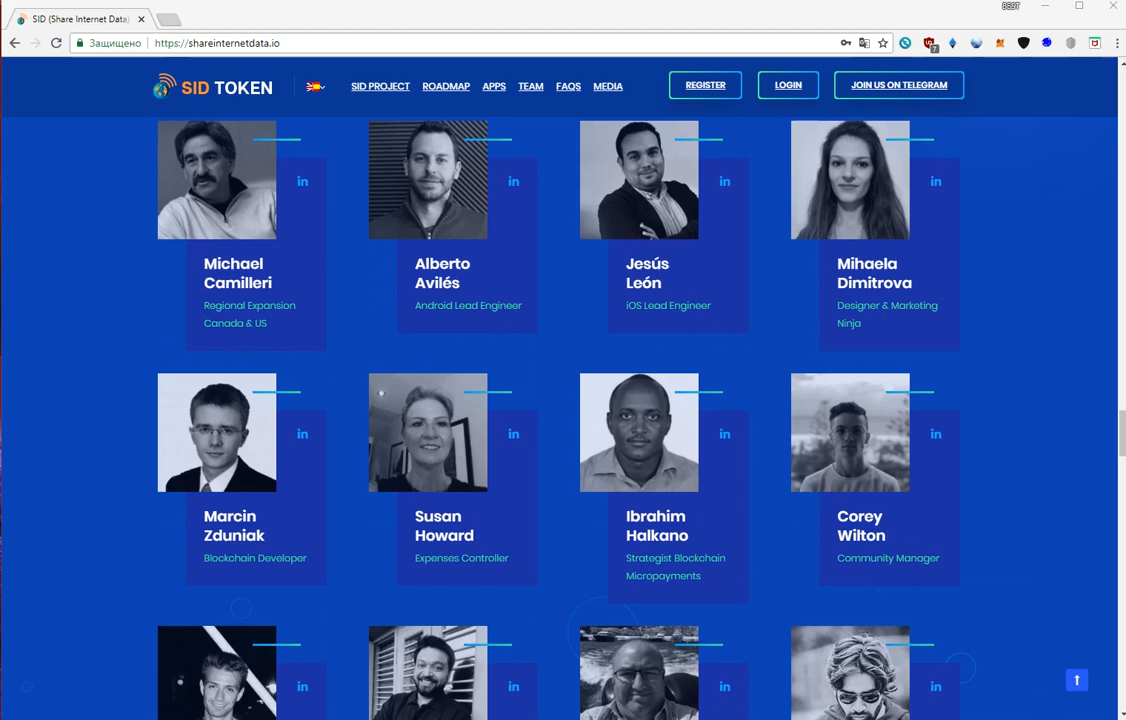 BEST
SID (Share Internet Data)
Защищено
https://shareinternetdata.io
7
SID TOKEN
SID PROJECT
ROADMAP
APPS
TEAM
FAQS
MEDIA
REGISTER
LOGIN
JOIN US ON TELEGRAM
in
in
in
in
Michael
Camilleri
Regional Expansion
Canada & US
Alberto
Avilés
Android Lead Engineer
Jesús
León
iOS Lead Engineer
Mihaela
Dimitrova
Designer & Marketing
Ninja
in
in
in
in
Marcin
Zduniak
Blockchain Developer
Susan
Howard
Expenses Controller
Ibrahim
Halkano
Strategist Blockchain
Micropayments
Corey
Wilton
Community Manager
in
in
in
in